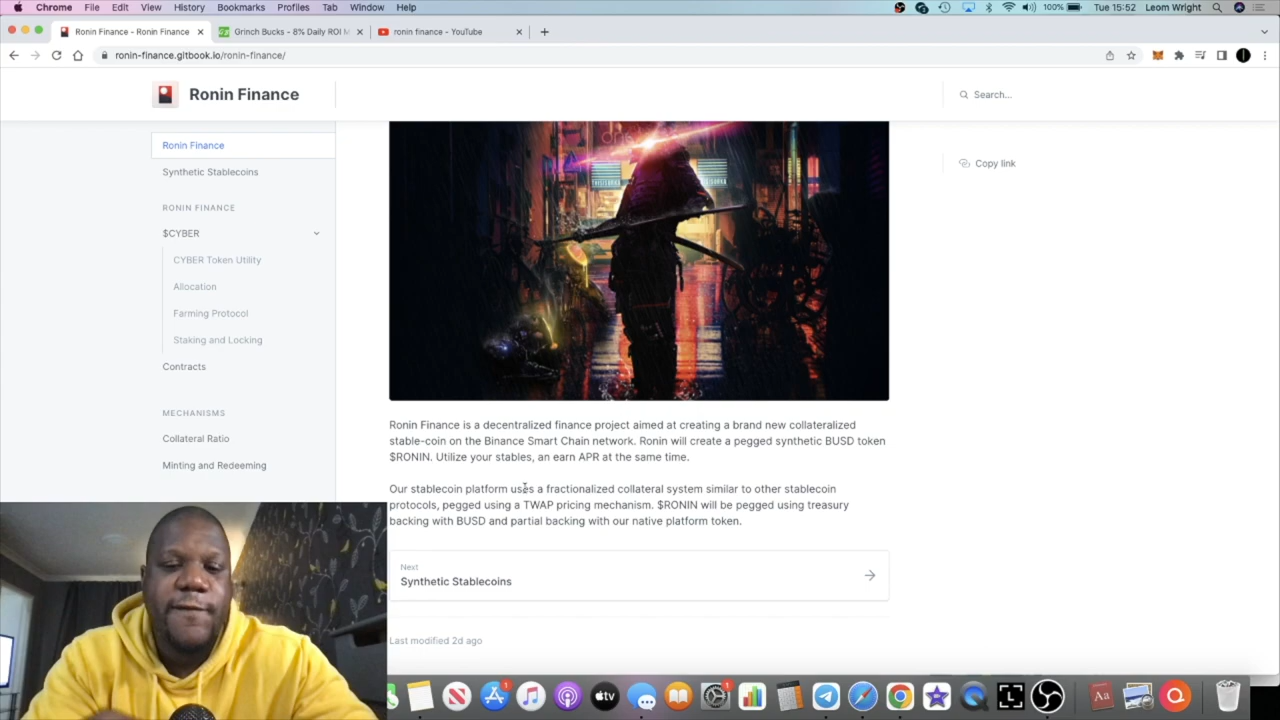 Chrome File Edit View History Bookmarks Profiles Tab Window Help 100% Tue 15:52 Leom Wright
Ronin Finance - Ronin Finance
Grinch Bucks - 8% Daily ROI
ronin finance - YouTube
ronin-finance.gitbook.io/ronin-finance/
Ronin Finance
Search...
Ronin Finance
Synthetic Stablecoins
RONIN FINANCE
$CYBER
CYBER Token Utility
Allocation
Farming Protocol
Staking and Locking
Contracts
MECHANISMS
Collateral Ratio
Minting and Redeeming
Copy link
Ronin Finance is a decentralized finance project aimed at creating a brand new collateralized
stable-coin on the Binance Smart Chain network. Ronin will create a pegged synthetic BUSD token
$RONIN. Utilize your stables, an earn APR at the same time.
Our stablecoin platform uses a fractionalized collateral system similar to other stablecoin
protocols, pegged using a TWAP pricing mechanism. $RONIN will be pegged using treasury
backing with BUSD and partial backing with our native platform token.
Next
Synthetic Stablecoins
Last modified 2d ago
1
tv
1
Aa